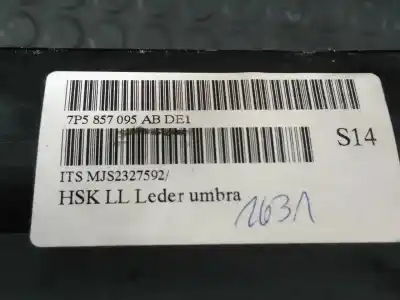 7P5 857 095 AB DE1
S14
ITS MJS2327592/
HSK LL Leder umbra
1631